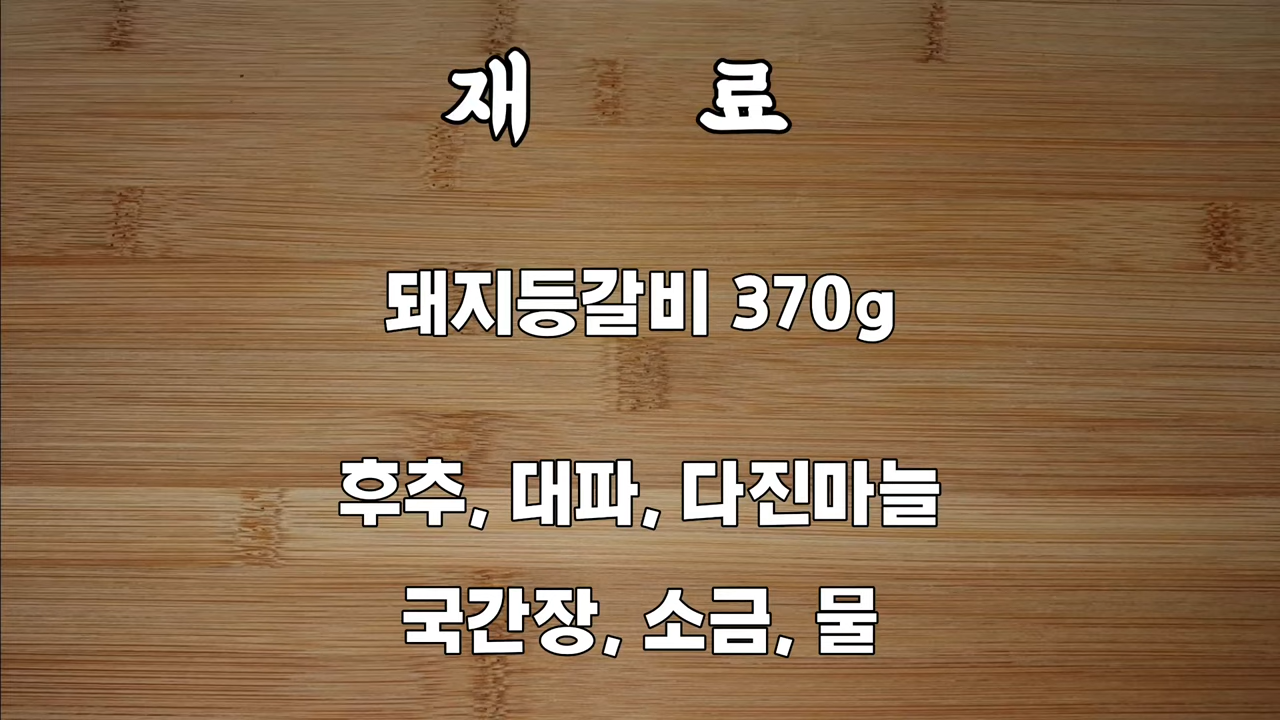 재 료
돼지등갈비 370g
후추, 대파, 다진마늘
국간장, 소금, 물